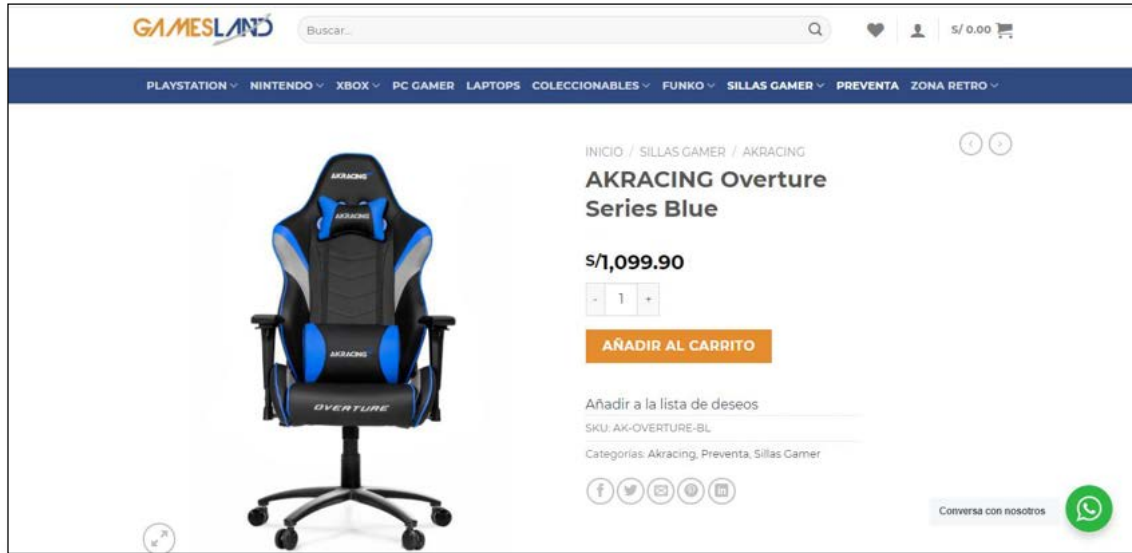 GAMESLAND
Buscar...
S/ 0.00
PLAYSTATION NINTENDO XBOX PC GAMER LAPTOPS COLECCIONABLES FUNKO SILLAS GAMER PREVENTA ZONA RETRO
INICIO / SILLAS GAMER / AKRACING
AKRACING Overture
Series Blue
S/1,099.90
- 1 +
AÑADIR AL CARRITO
Añadir a la lista de deseos
SKU: AK-OVERTURE-BL
Categorías: Akracing, Preventa, Sillas Gamer
Conversa con nosotros
AKRACING
AKRACING
AKRACING
OVERTURE